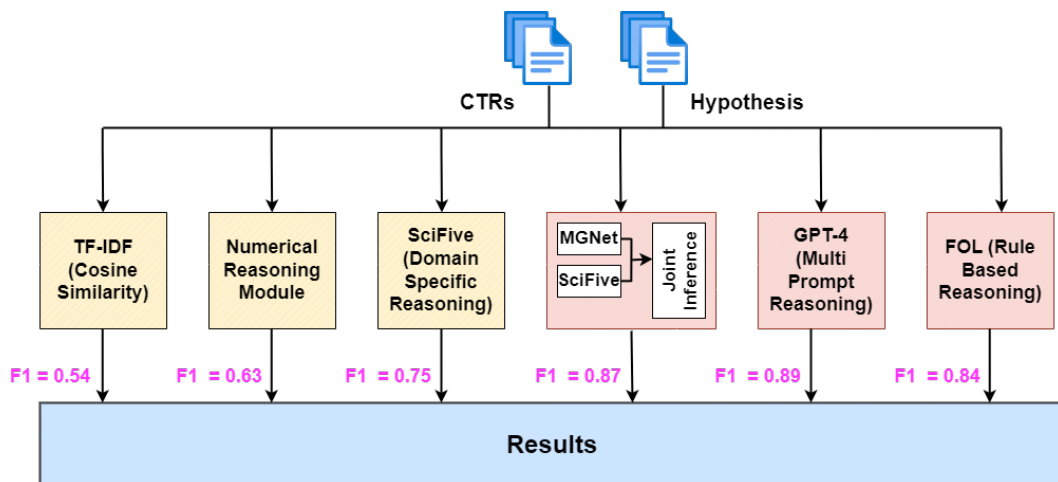 CTRs
Hypothesis
TF-IDF
(Cosine
Similarity)
Numerical
Reasoning
Module
SciFive
(Domain
Specific
Reasoning)
MGNet
SciFive
Joint
Inference
GPT-4
(Multi
Prompt
Reasoning)
FOL (Rule
Based
Reasoning)
F1 = 0.54
F1 = 0.63
F1 = 0.75
F1 = 0.87
F1 = 0.89
F1 = 0.84
Results